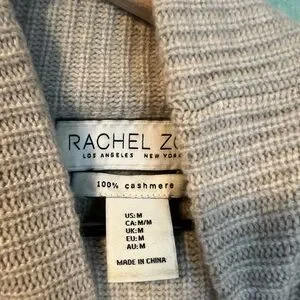 RACHEL ZO
LOS ANGELES NEW YORK
100% cashmere
US:M
CA:M/M
UK:M
EU:M
AU:M
MADE IN CHINA